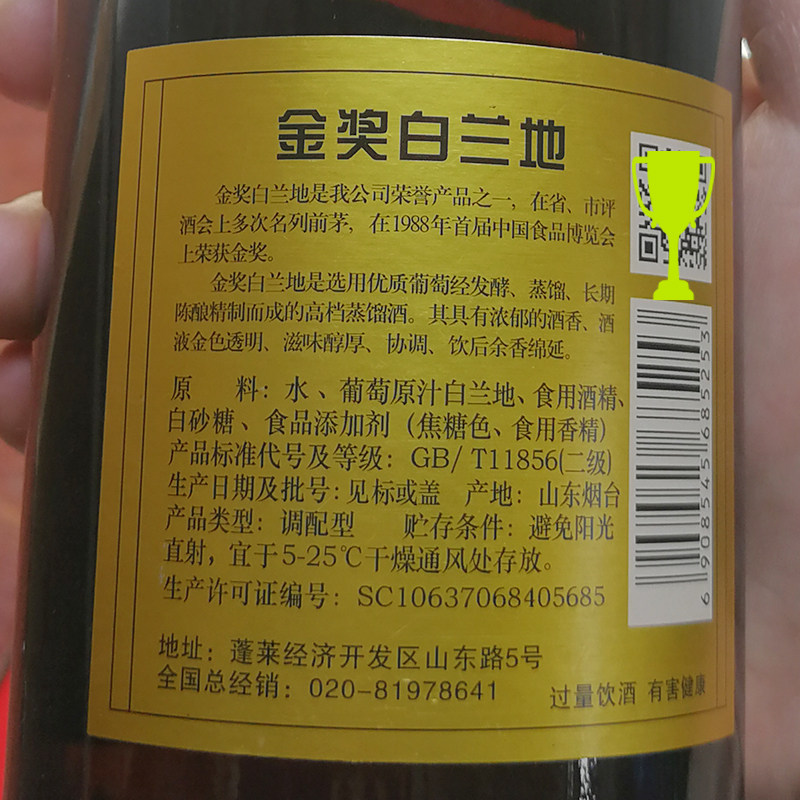 金奖白兰地
金奖白兰地是我公司荣誉产品之一，在省、市评
酒会上多次名列前茅，在1988年首届中国食品博览会
上荣获金奖。
金奖白兰地是选用优质葡萄经发酵、蒸馏、长期
陈酿精制而成的高档蒸馏酒。其具有浓郁的酒香、酒
液金色透明、滋味醇厚、协调、饮后余香绵延。
原 料：水、葡萄原汁白兰地、食用酒精、
白砂糖、食品添加剂（焦糖色、食用香精）
产品标准代号及等级：GB/T11856(二级)
生产日期及批号：见标或盖 产地：山东烟台
产品类型：调配型 贮存条件：避免阳光
直射，宜于5-25℃干燥通风处存放。
生产许可证编号：SC10637068405685
地址：蓬莱经济开发区山东路5号
全国总经销：020-81978641 过量饮酒 有害健康
6908545685253